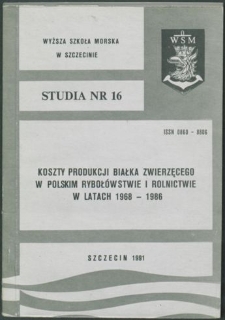 WYŻSZA SZKOŁA MORSKA
W SZCZECINIE
WSM
STUDIA NR 16
ISSN 0860 -
KOSZTY PRODUKCJI BIAŁKA ZWIERZĘCEGO
W POLSKIM RYBOŁÓWSTWIE I ROLNICTWIE
W LATACH 1968 - 1986
SZCZECIN 1991